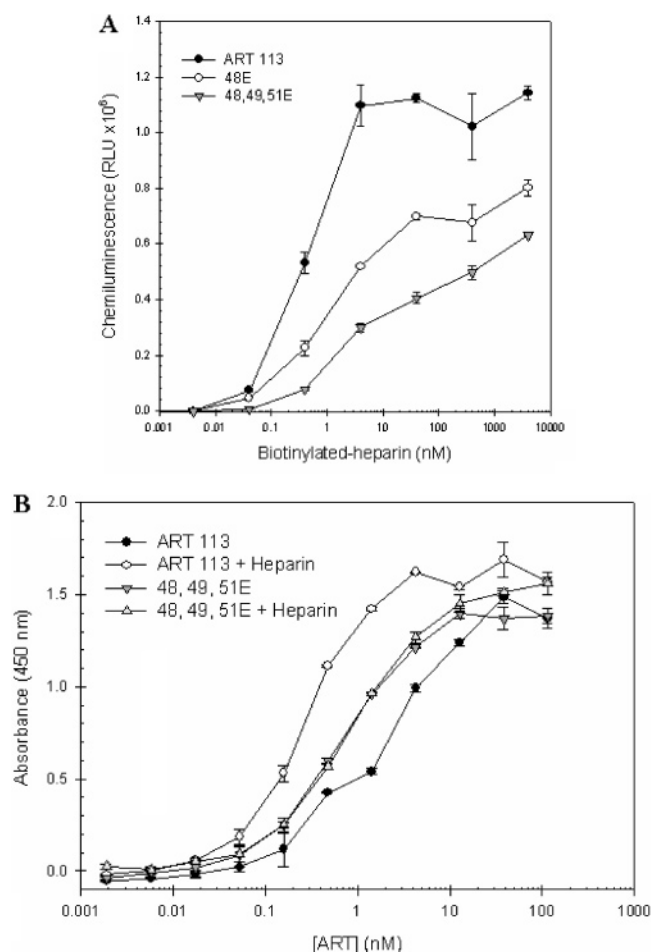 A
ART 113
48E
48,49,51E
Chemiluminescence (RLU x10⁶)
1.4
1.2
1.0
0.8
0.6
0.4
0.2
0.0
0.001 0.01 0.1 1 10 100 1000 10000
Biotinylated-heparin (nM)
B
ART 113
ART 113 + Heparin
48, 49, 51E
48, 49, 51E + Heparin
Absorbance (450 nm)
2.0
1.5
1.0
0.5
0.0
0.001 0.01 0.1 1 10 100 1000
[ART] (nM)